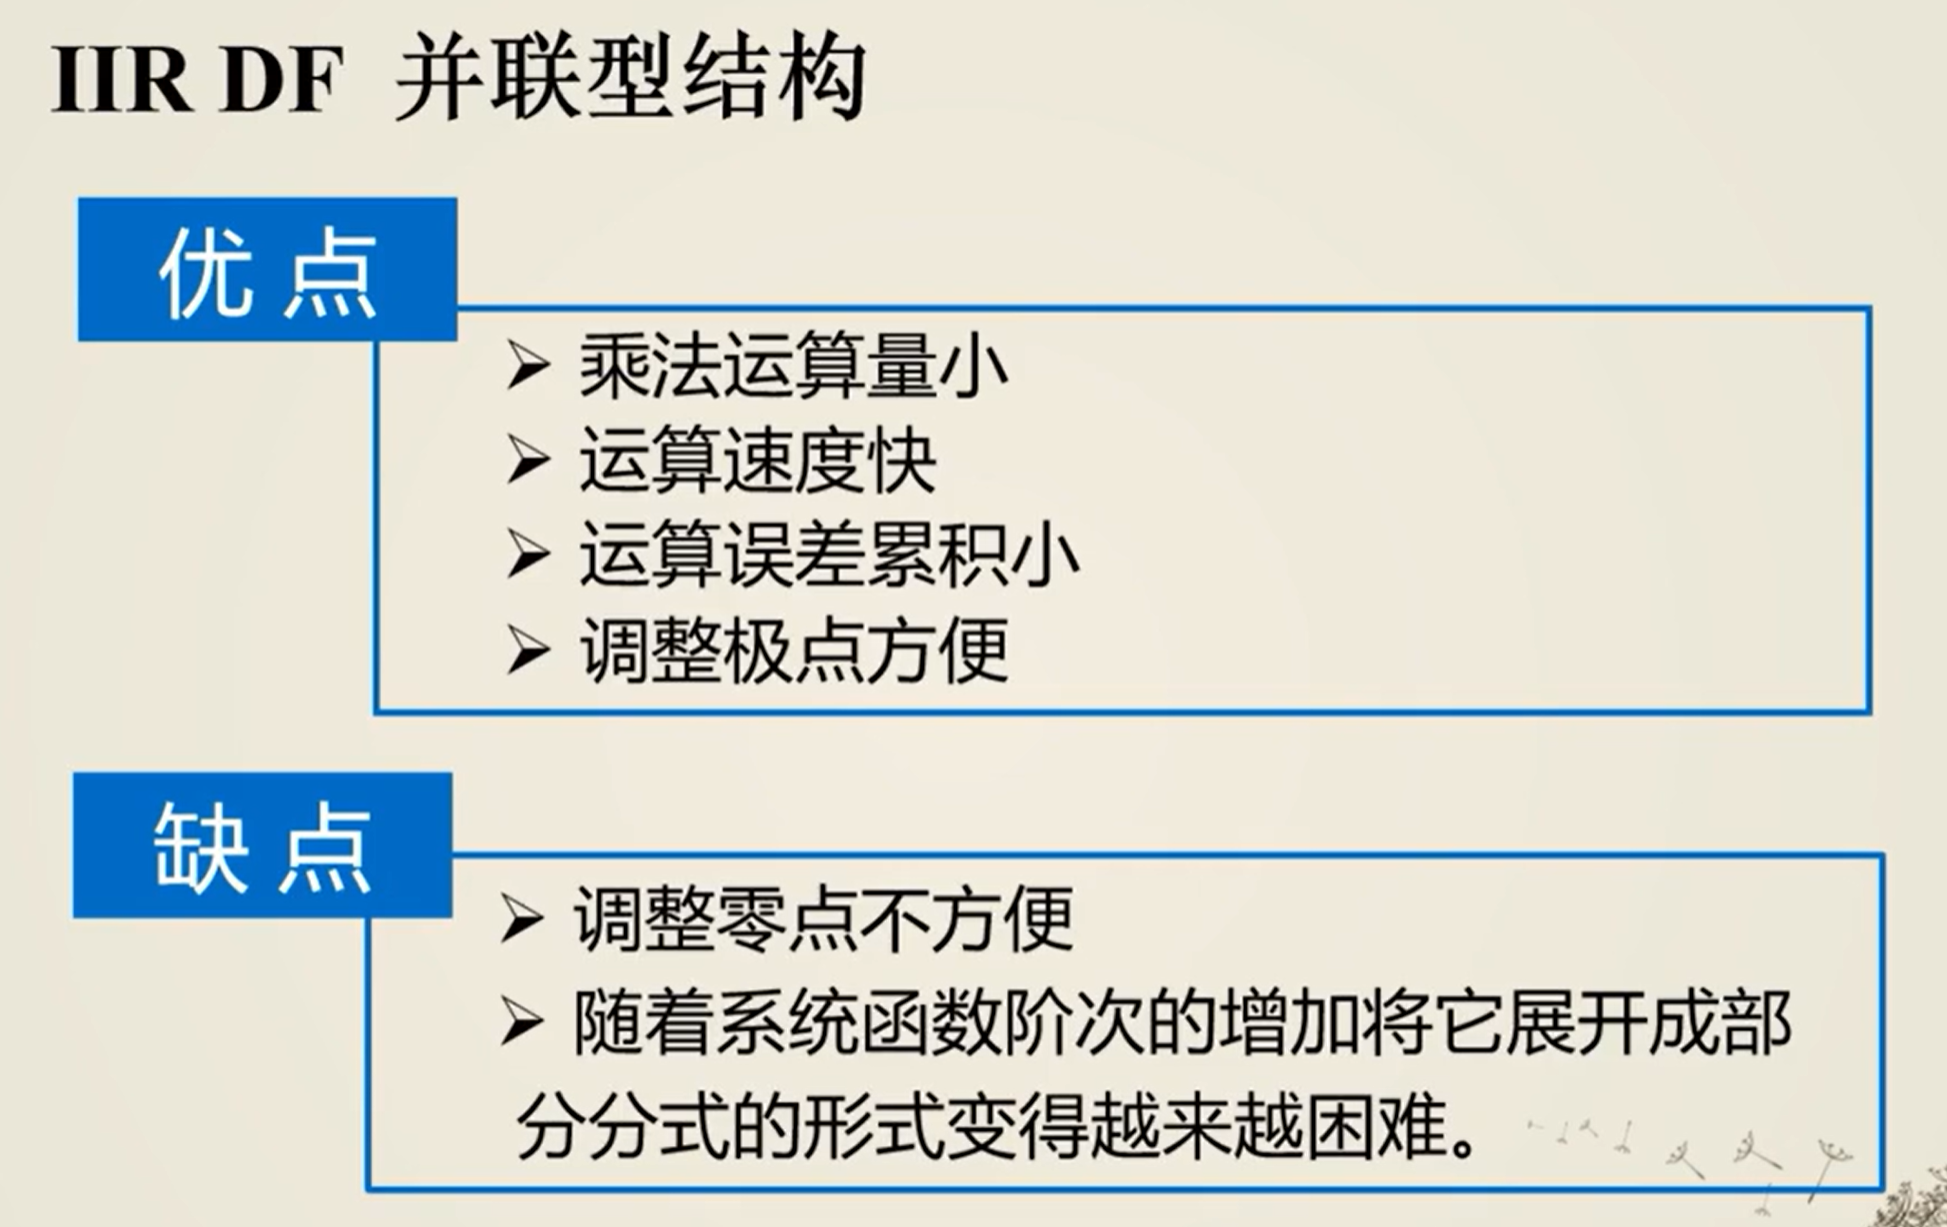 IIR DF 并联型结构
优点
乘法运算量小
运算速度快
运算误差累积小
调整极点方便
缺点
调整零点不方便
随着系统函数阶次的增加将它展开成部
分分式的形式变得越来越困难。